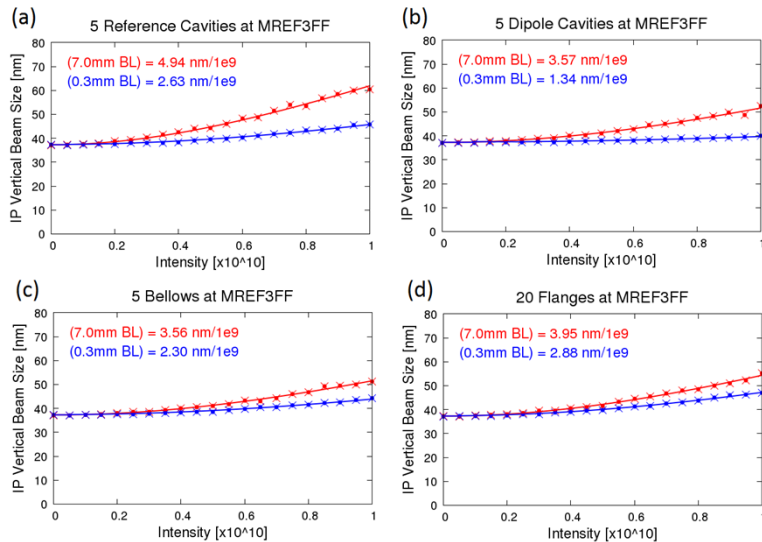 (a)
5 Reference Cavities at MREF3FF
80
70
60
50
40
30
20
10
0
IP Vertical Beam Size [nm]
(7.0mm BL) = 4.94 nm/1e9
(0.3mm BL) = 2.63 nm/1e9
0 0.2 0.4 0.6 0.8 1
Intensity [x10^10]
(b)
5 Dipole Cavities at MREF3FF
80
70
60
50
40
30
20
10
0
IP Vertical Beam Size [nm]
(7.0mm BL) = 3.57 nm/1e9
(0.3mm BL) = 1.34 nm/1e9
0 0.2 0.4 0.6 0.8 1
Intensity [x10^10]
(c)
5 Bellows at MREF3FF
80
70
60
50
40
30
20
10
0
IP Vertical Beam Size [nm]
(7.0mm BL) = 3.56 nm/1e9
(0.3mm BL) = 2.30 nm/1e9
0 0.2 0.4 0.6 0.8 1
Intensity [x10^10]
(d)
20 Flanges at MREF3FF
80
70
60
50
40
30
20
10
0
IP Vertical Beam Size [nm]
(7.0mm BL) = 3.95 nm/1e9
(0.3mm BL) = 2.88 nm/1e9
0 0.2 0.4 0.6 0.8 1
Intensity [x10^10]